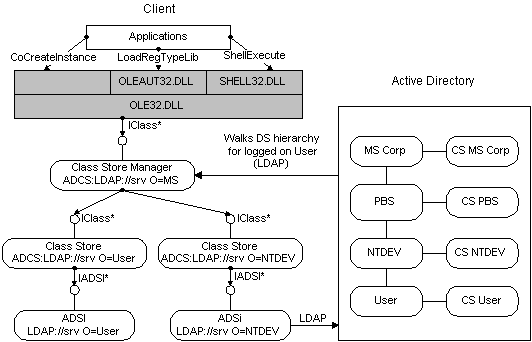 Client
Applications
CoCreateInstance
LoadRegTypeLib
ShellExecute
OLEAUT32.DLL
SHELL32.DLL
OLE32.DLL
IClass*
Class Store Manager
ADCS:LDAP://srv O=MS
IClass*
IClass*
Class Store
ADCS:LDAP://srv O=User
Class Store
ADCS:LDAP://srv O=NTDEV
IADSI*
IADSI*
ADSI
LDAP://srv O=User
ADSi
LDAP://srv O=NTDEV
LDAP
Walks DS hierarchy
for logged on User
(LDAP)
Active Directory
MS Corp
CS MS Corp
PBS
CS PBS
NTDEV
CS NTDEV
User
CS User